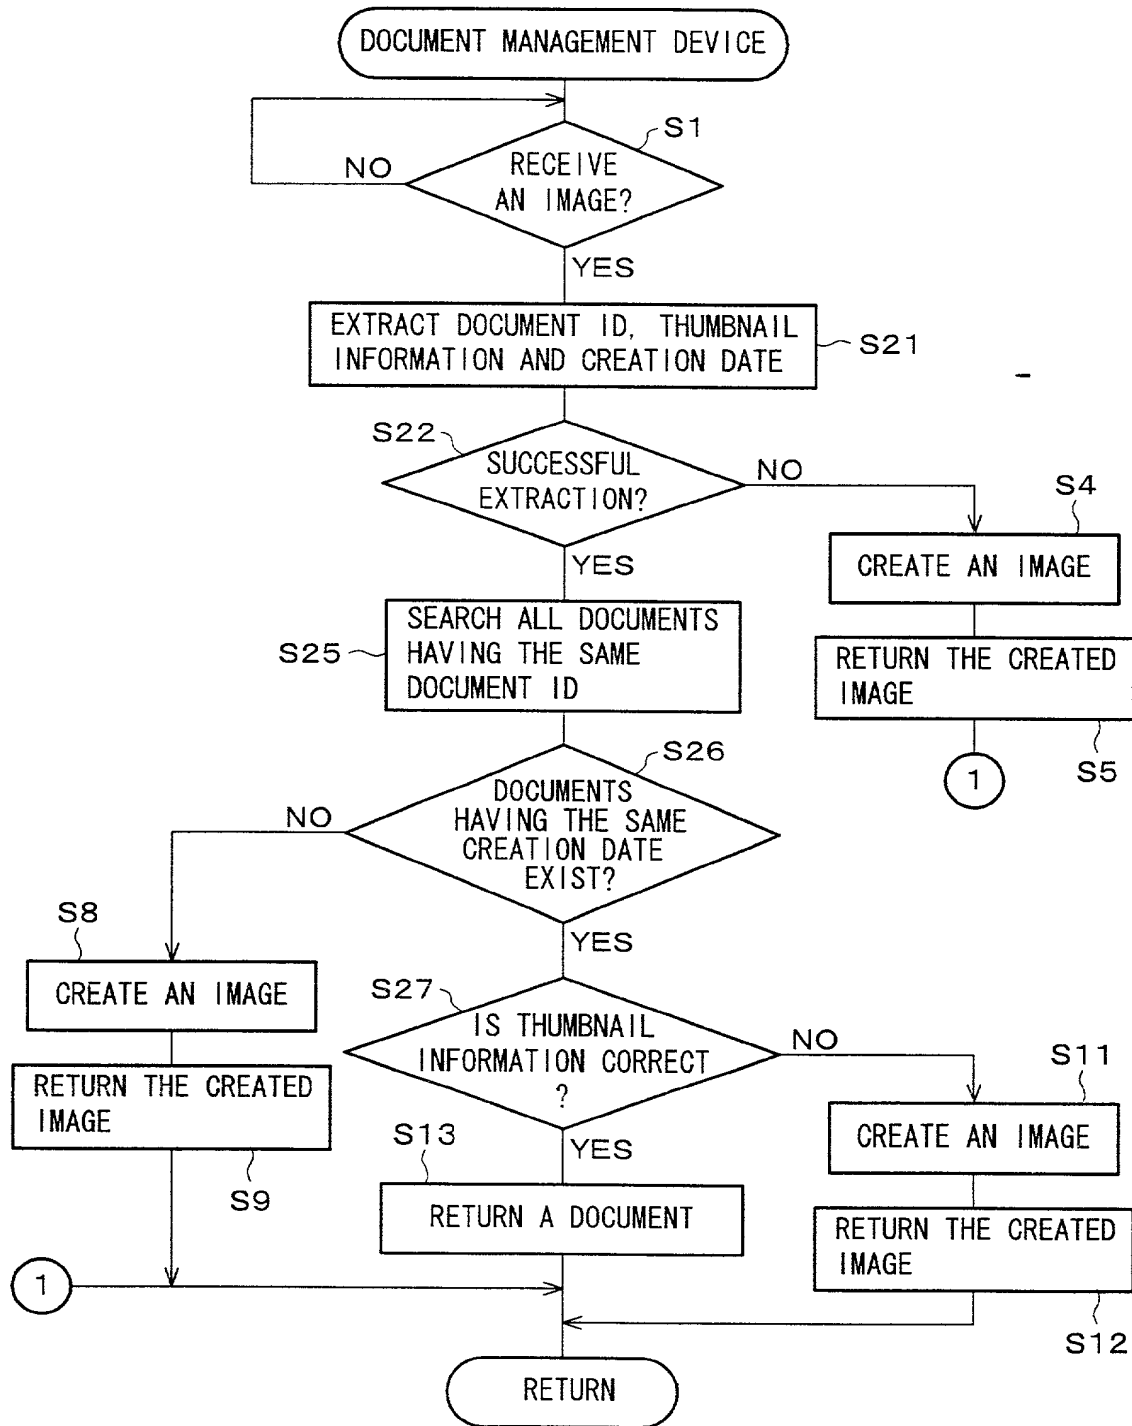 DOCUMENT MANAGEMENT DEVICE
S1
RECEIVE
AN IMAGE?
NO
YES
EXTRACT DOCUMENT ID, THUMBNAIL
INFORMATION AND CREATION DATE
S21
S22
SUCCESSFUL
EXTRACTION?
NO
YES
S4
CREATE AN IMAGE
RETURN THE CREATED
IMAGE
S5
1
S25
SEARCH ALL DOCUMENTS
HAVING THE SAME
DOCUMENT ID
S26
DOCUMENTS
HAVING THE SAME
CREATION DATE
EXIST?
NO
YES
S8
CREATE AN IMAGE
RETURN THE CREATED
IMAGE
S9
S27
IS THUMBNAIL
INFORMATION CORRECT
?
NO
YES
S11
CREATE AN IMAGE
RETURN THE CREATED
IMAGE
S12
S13
RETURN A DOCUMENT
1
RETURN